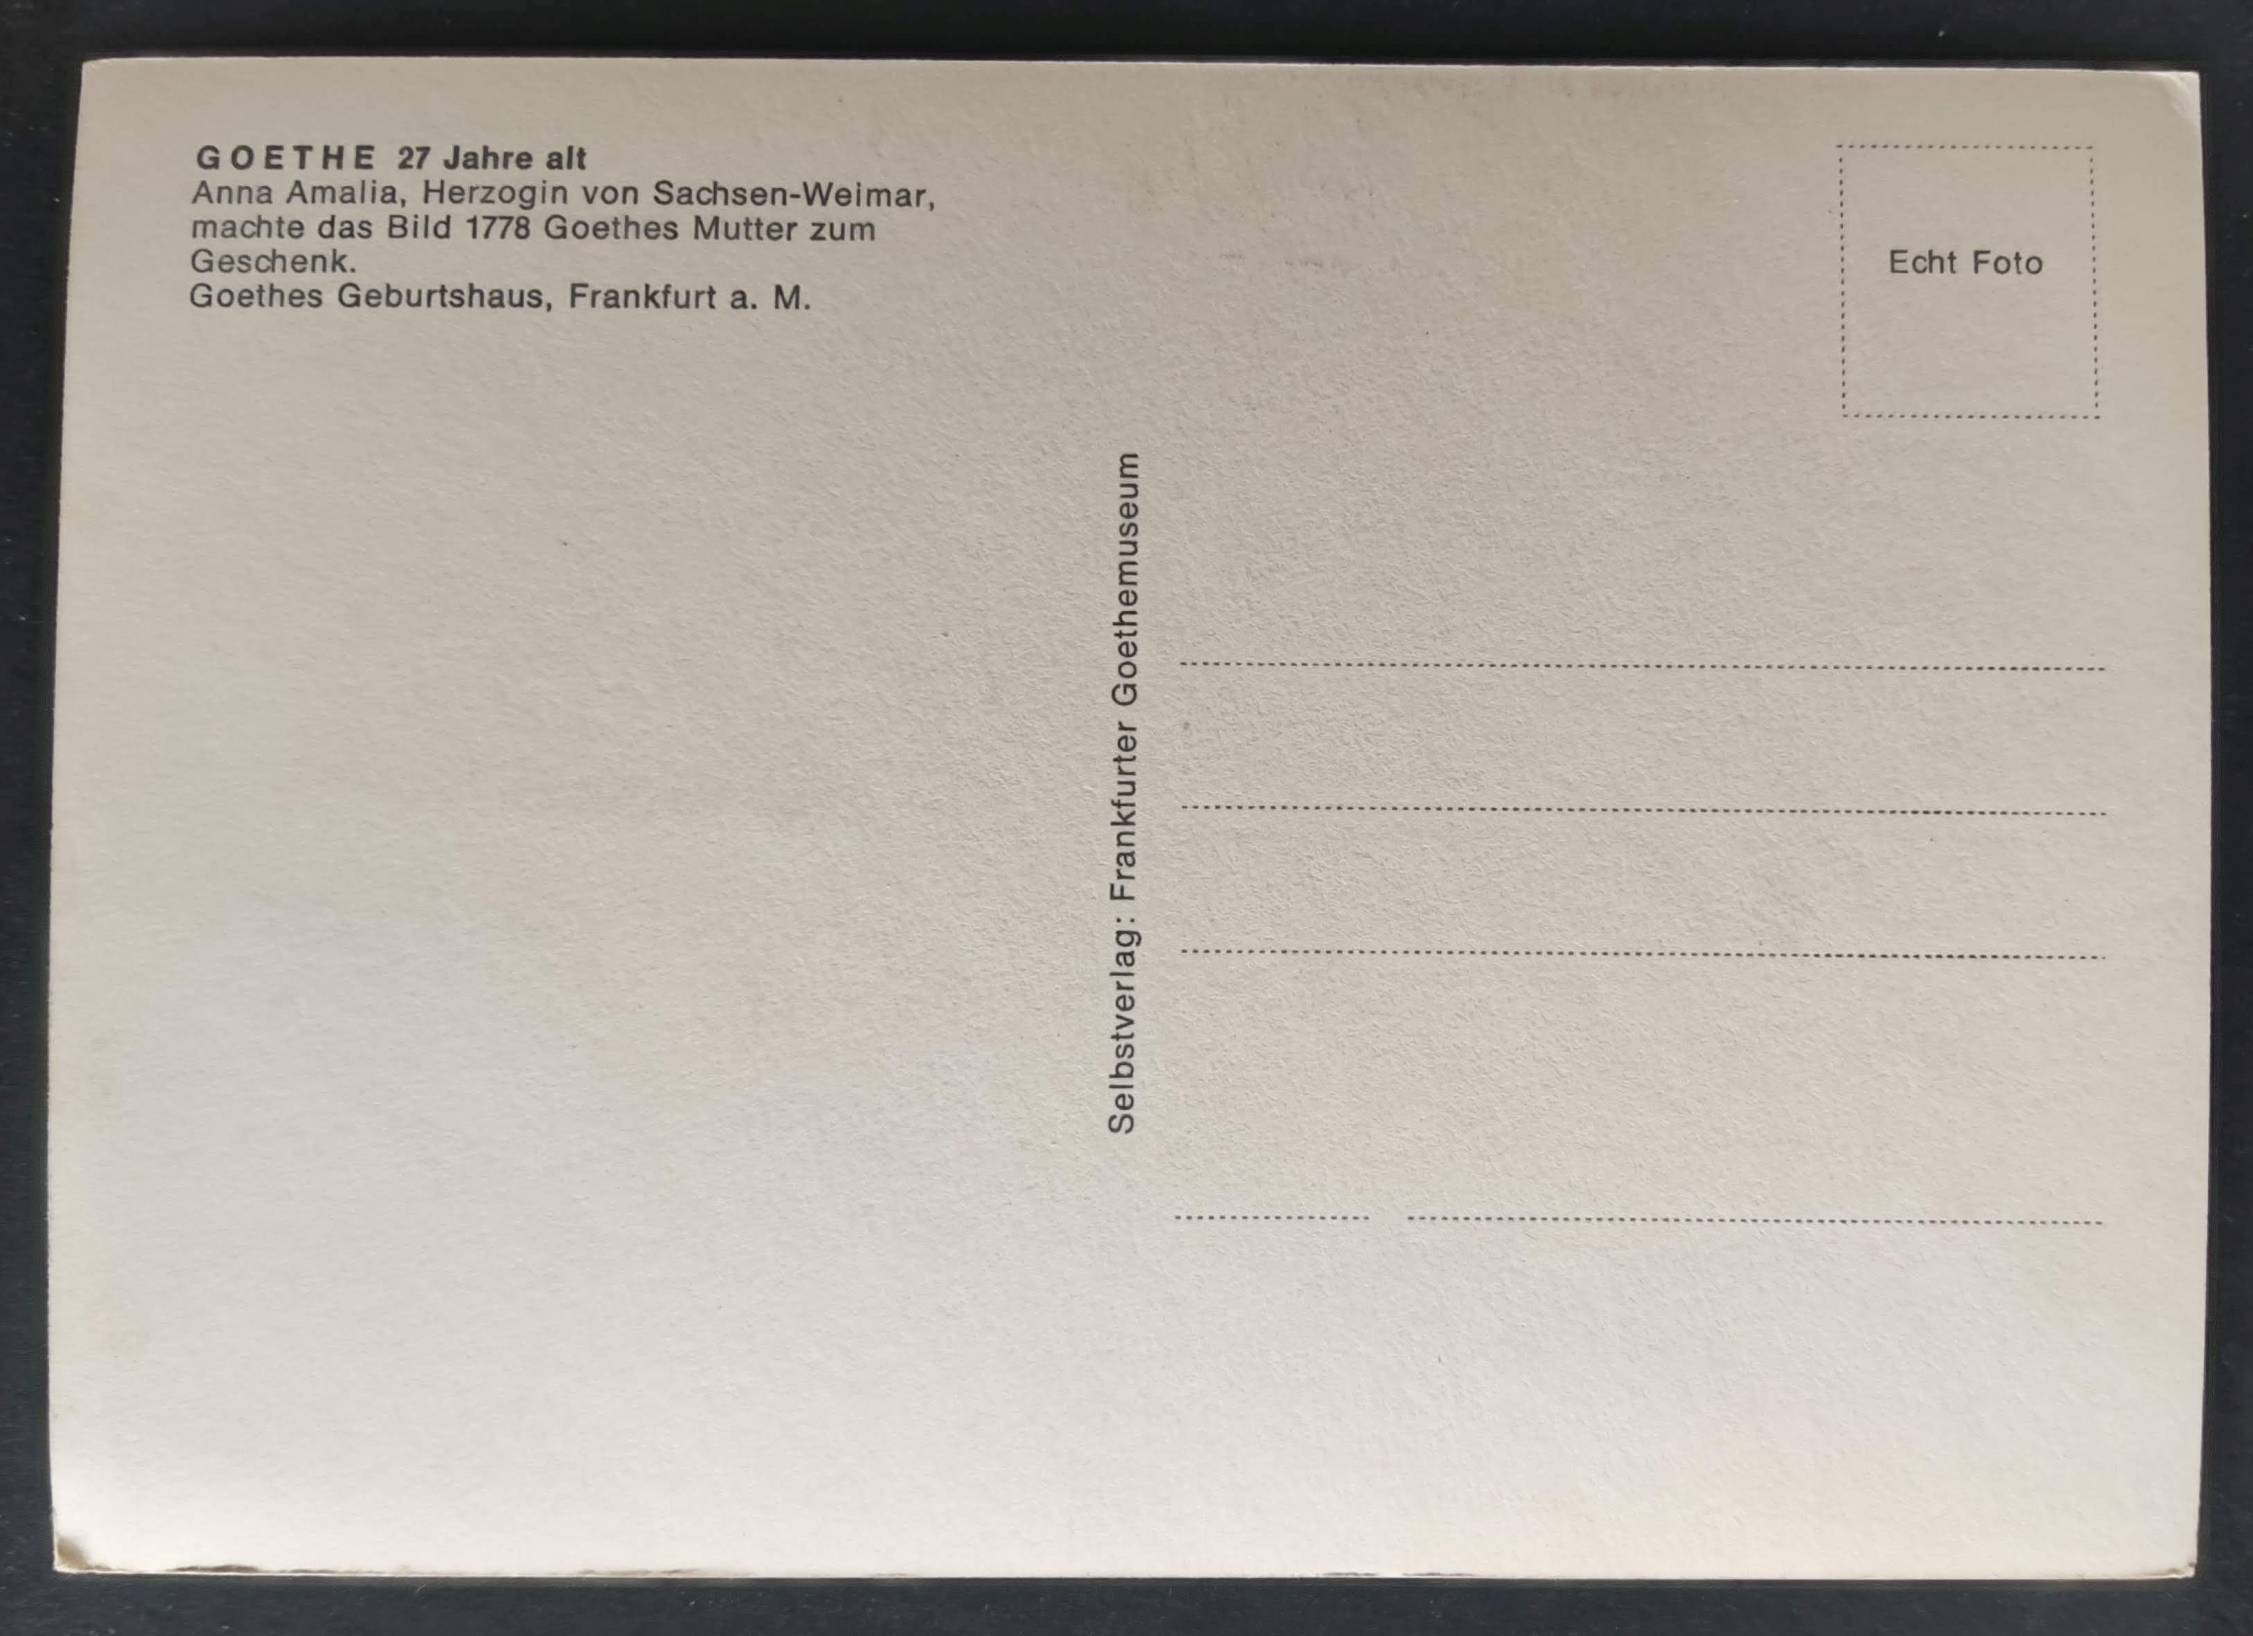 GOETHE 27 Jahre alt
Anna Amalia, Herzogin von Sachsen-Weimar,
machte das Bild 1778 Goethes Mutter zum
Geschenk.
Goethes Geburtshaus, Frankfurt a. M.
Echt Foto
Selbstverlag: Frankfurter Goethemuseum